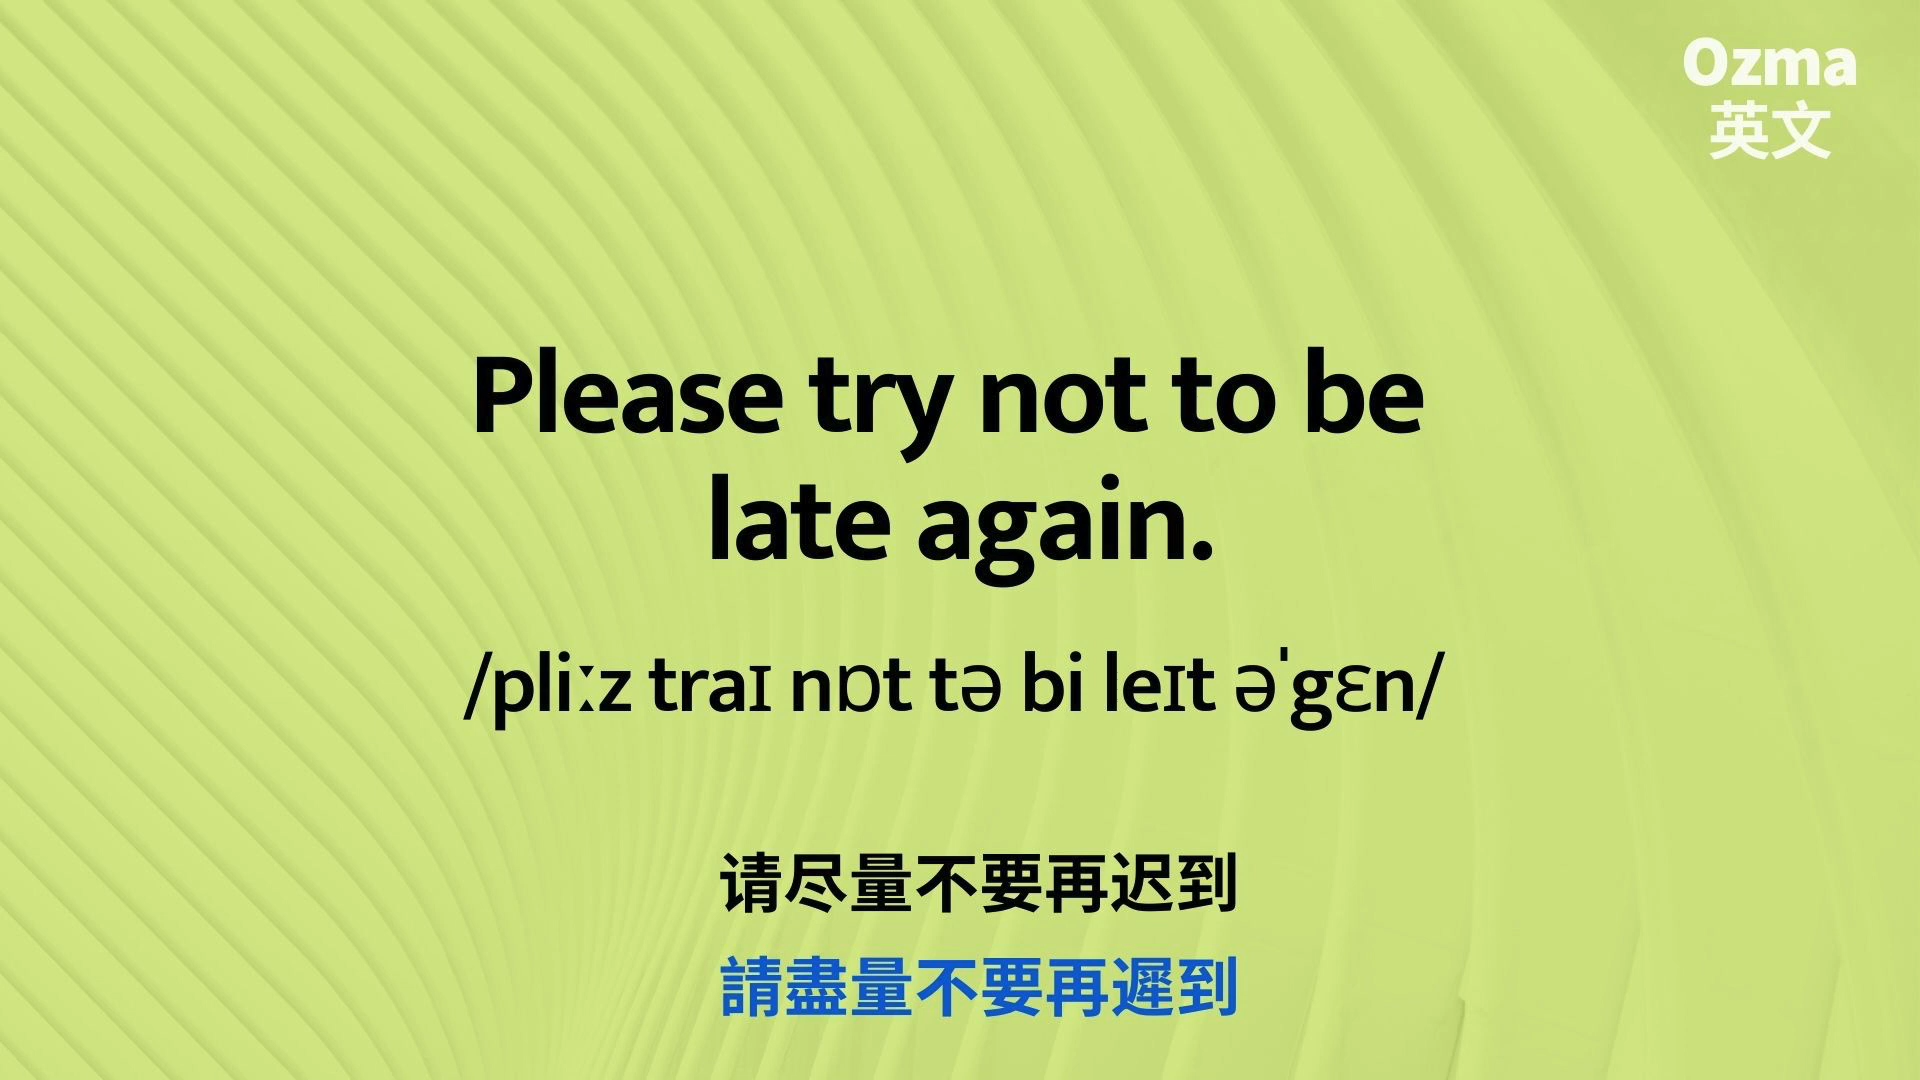 Ozma
英文
Please try not to be
late again.
/pliːz traɪ nɒt tə bi leɪt əˈgɛn/
请尽量不要再迟到
請盡量不要再遲到